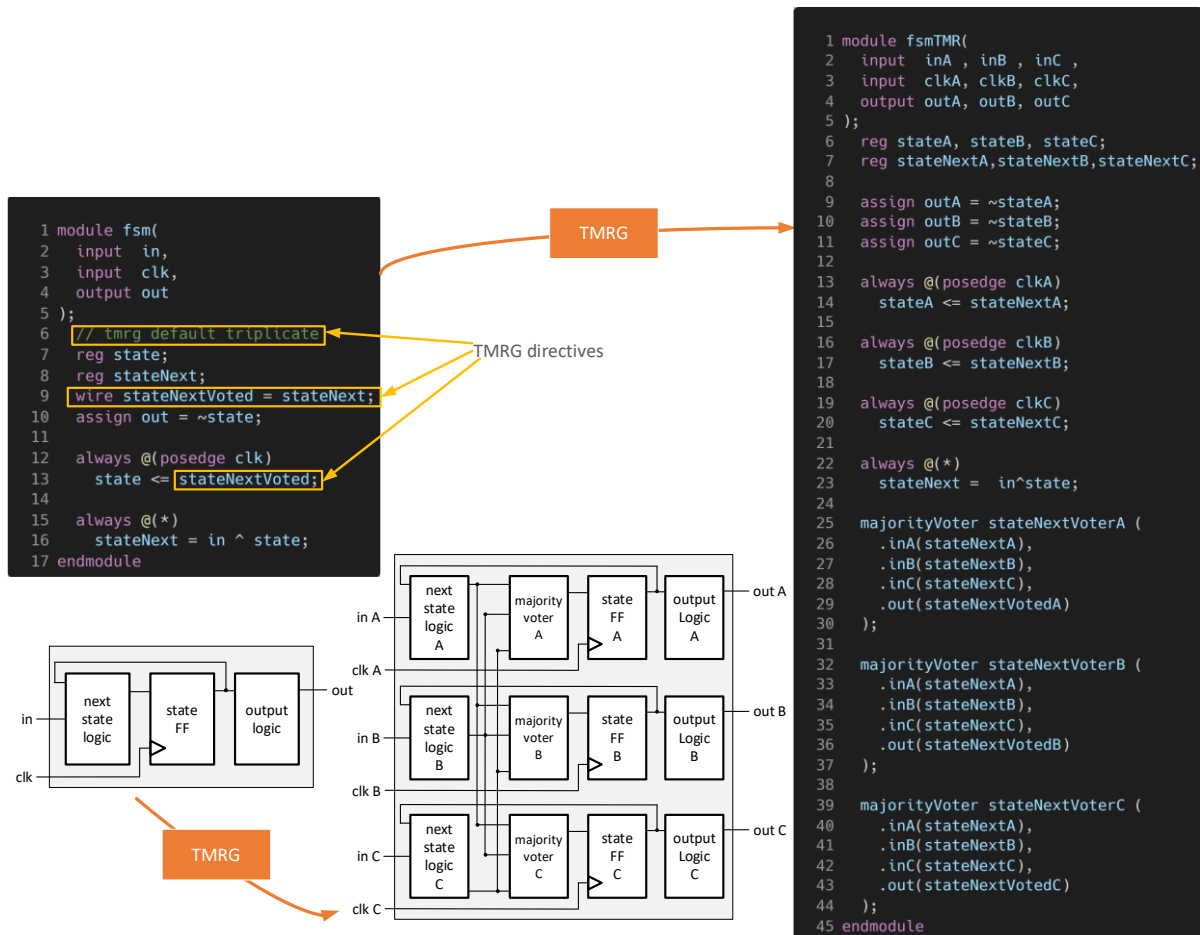 1 module fsm(
2   input  in,
3   input  clk,
4   output out
5 );
6   // tmrg default triplicate
7   reg state;
8   reg stateNext;
9   wire stateNextVoted = stateNext;
10   assign out = ~state;
11
12   always @(posedge clk)
13     state <= stateNextVoted;
14
15   always @(*)
16     stateNext = in ^ state;
17 endmodule
TMRG directives
TMRG
1 module fsmTMR(
2   input  inA , inB , inC ,
3   input  clkA, clkB, clkC,
4   output outA, outB, outC
5 );
6   reg stateA, stateB, stateC;
7   reg stateNextA,stateNextB,stateNextC;
8
9   assign outA = ~stateA;
10   assign outB = ~stateB;
11   assign outC = ~stateC;
12
13   always @(posedge clkA)
14     stateA <= stateNextA;
15
16   always @(posedge clkB)
17     stateB <= stateNextB;
18
19   always @(posedge clkC)
20     stateC <= stateNextC;
21
22   always @(*)
23     stateNext =  in^state;
24
25   majorityVoter stateNextVoterA (
26     .inA(stateNextA),
27     .inB(stateNextB),
28     .inC(stateNextC),
29     .out(stateNextVotedA)
30   );
31
32   majorityVoter stateNextVoterB (
33     .inA(stateNextA),
34     .inB(stateNextB),
35     .inC(stateNextC),
36     .out(stateNextVotedB)
37   );
38
39   majorityVoter stateNextVoterC (
40     .inA(stateNextA),
41     .inB(stateNextB),
42     .inC(stateNextC),
43     .out(stateNextVotedC)
44   );
45 endmodule
in
clk
next
state
logic
state
FF
output
logic
out
TMRG
in A
clk A
next
state
logic
A
majority
voter
A
state
FF
A
output
Logic
A
out A
in B
clk B
next
state
logic
B
majority
voter
B
state
FF
B
output
Logic
B
out B
in C
clk C
next
state
logic
C
majority
voter
C
state
FF
C
output
Logic
C
out C